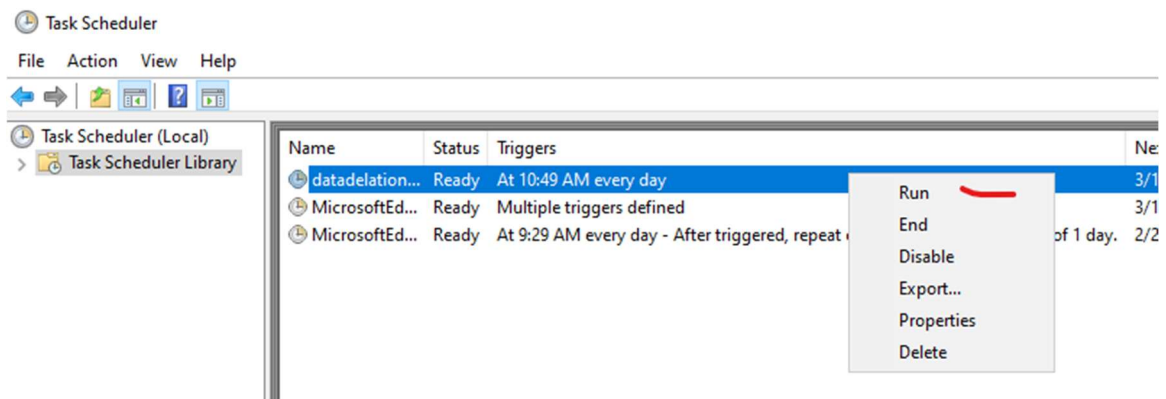 Task Scheduler
File Action View Help
Task Scheduler (Local)
Task Scheduler Library
Name Status Triggers Ne
datadelation... Ready At 10:49 AM every day 3/1
MicrosoftEd... Ready Multiple triggers defined 3/1
MicrosoftEd... Ready At 9:29 AM every day - After triggered, repeat of 1 day. 2/2
Run
End
Disable
Export...
Properties
Delete